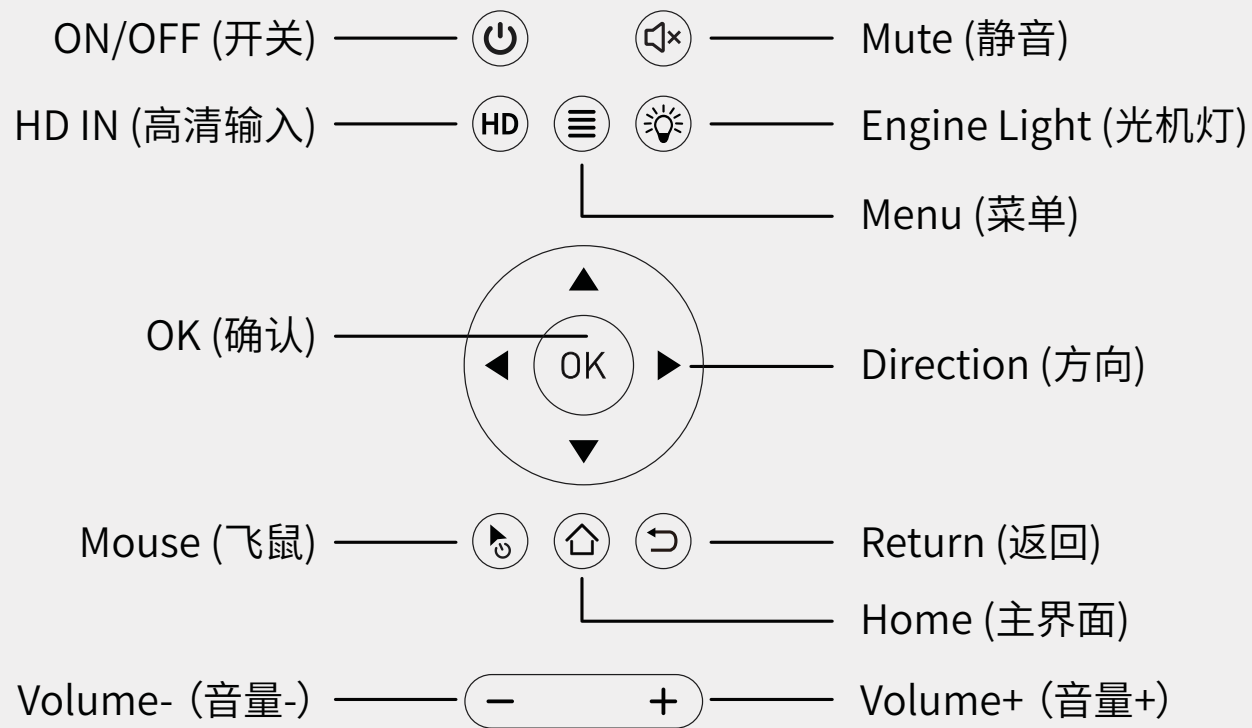 ON/OFF (开关)
Mute (静音)
HD IN (高清输入)
HD
Engine Light (光机灯)
Menu (菜单)
OK (确认)
OK
Direction (方向)
Mouse (飞鼠)
Return (返回)
Home (主界面)
Volume- (音量-)
- +
Volume+ (音量+)